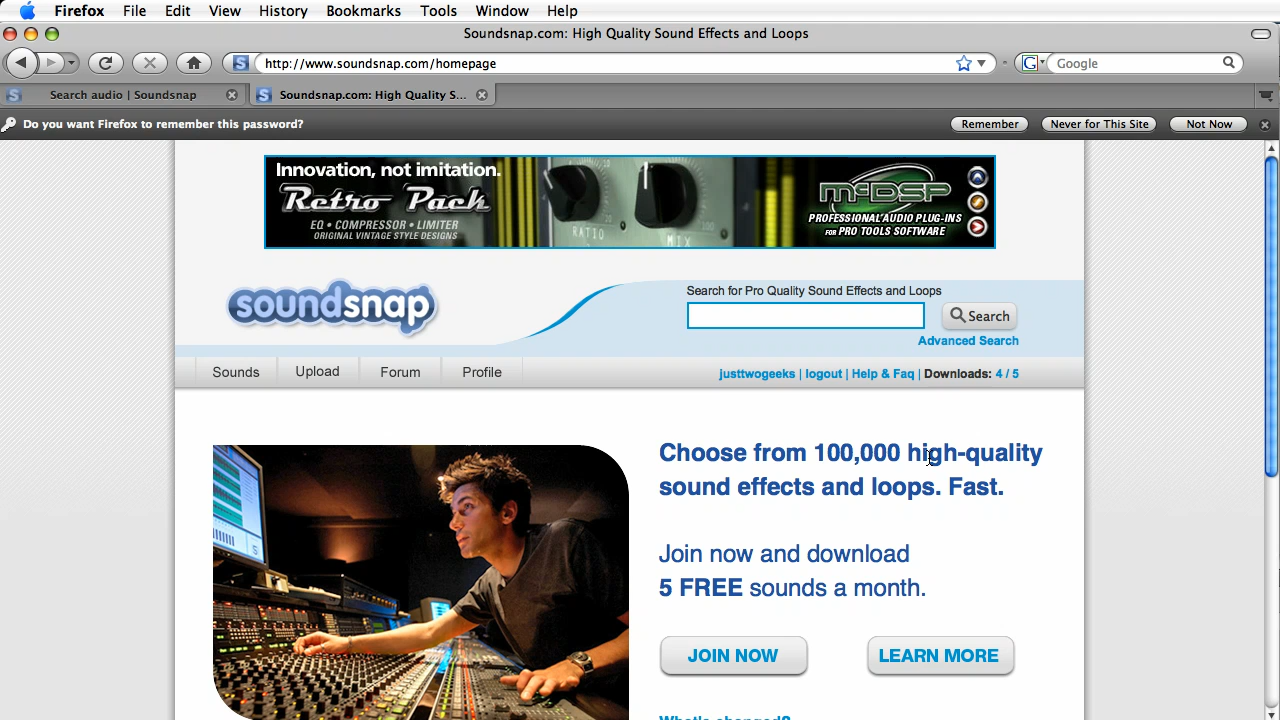 Firefox File Edit View History Bookmarks Tools Window Help
Soundsnap.com: High Quality Sound Effects and Loops
S http://www.soundsnap.com/homepage G Google
S Search audio | Soundsnap S Soundsnap.com: High Quality S...
Do you want Firefox to remember this password? Remember Never for This Site Not Now
Innovation, not imitation.
Retro Pack
EQ • COMPRESSOR • LIMITER
ORIGINAL VINTAGE STYLE DESIGNS
RATIO
MIX
McDSP
PROFESSIONAL AUDIO PLUG-INS
FOR PRO TOOLS SOFTWARE
soundsnap
Search for Pro Quality Sound Effects and Loops
Search
Advanced Search
Sounds Upload Forum Profile
justtwogeeks | logout | Help & Faq | Downloads: 4 / 5
Choose from 100,000 high-quality
sound effects and loops. Fast.
Join now and download
5 FREE sounds a month.
JOIN NOW LEARN MORE
What's changed?